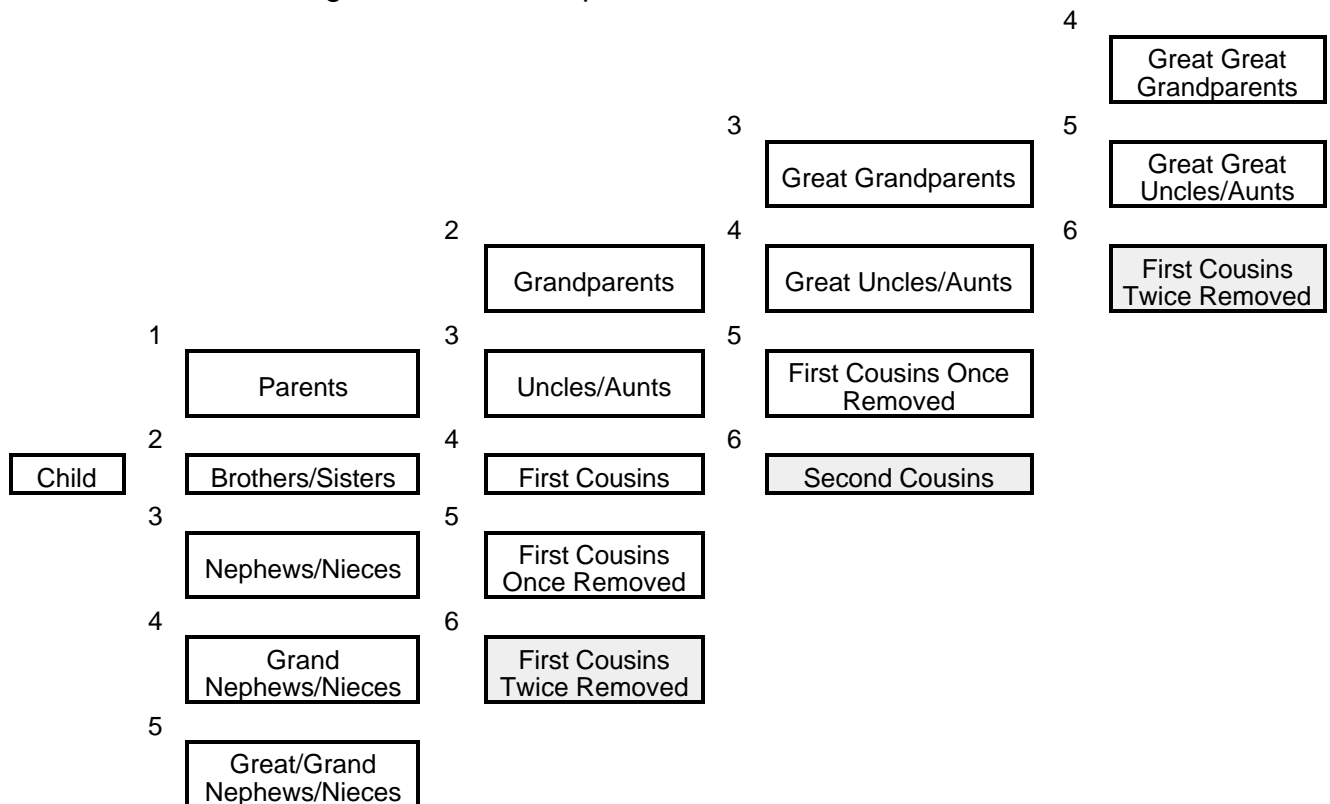 4
Great Great
Grandparents
3
5
Great Grandparents
Great Great
Uncles/Aunts
2
4
6
Grandparents
Great Uncles/Aunts
First Cousins
Twice Removed
1
3
5
Parents
Uncles/Aunts
First Cousins Once
Removed
2
4
6
Child
Brothers/Sisters
First Cousins
Second Cousins
3
5
Nephews/Nieces
First Cousins
Once Removed
4
6
Grand
Nephews/Nieces
First Cousins
Twice Removed
5
Great/Grand
Nephews/Nieces